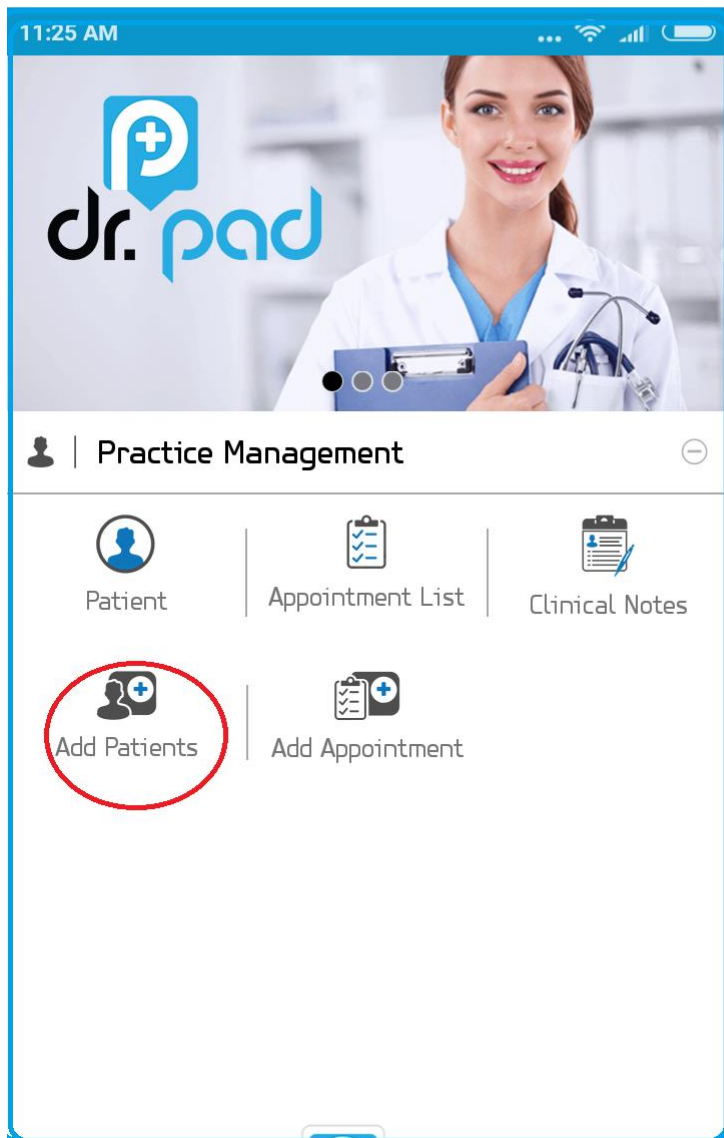 11:25 AM
dr. pad
Practice Management
Patient
Appointment List
Clinical Notes
Add Patients
Add Appointment